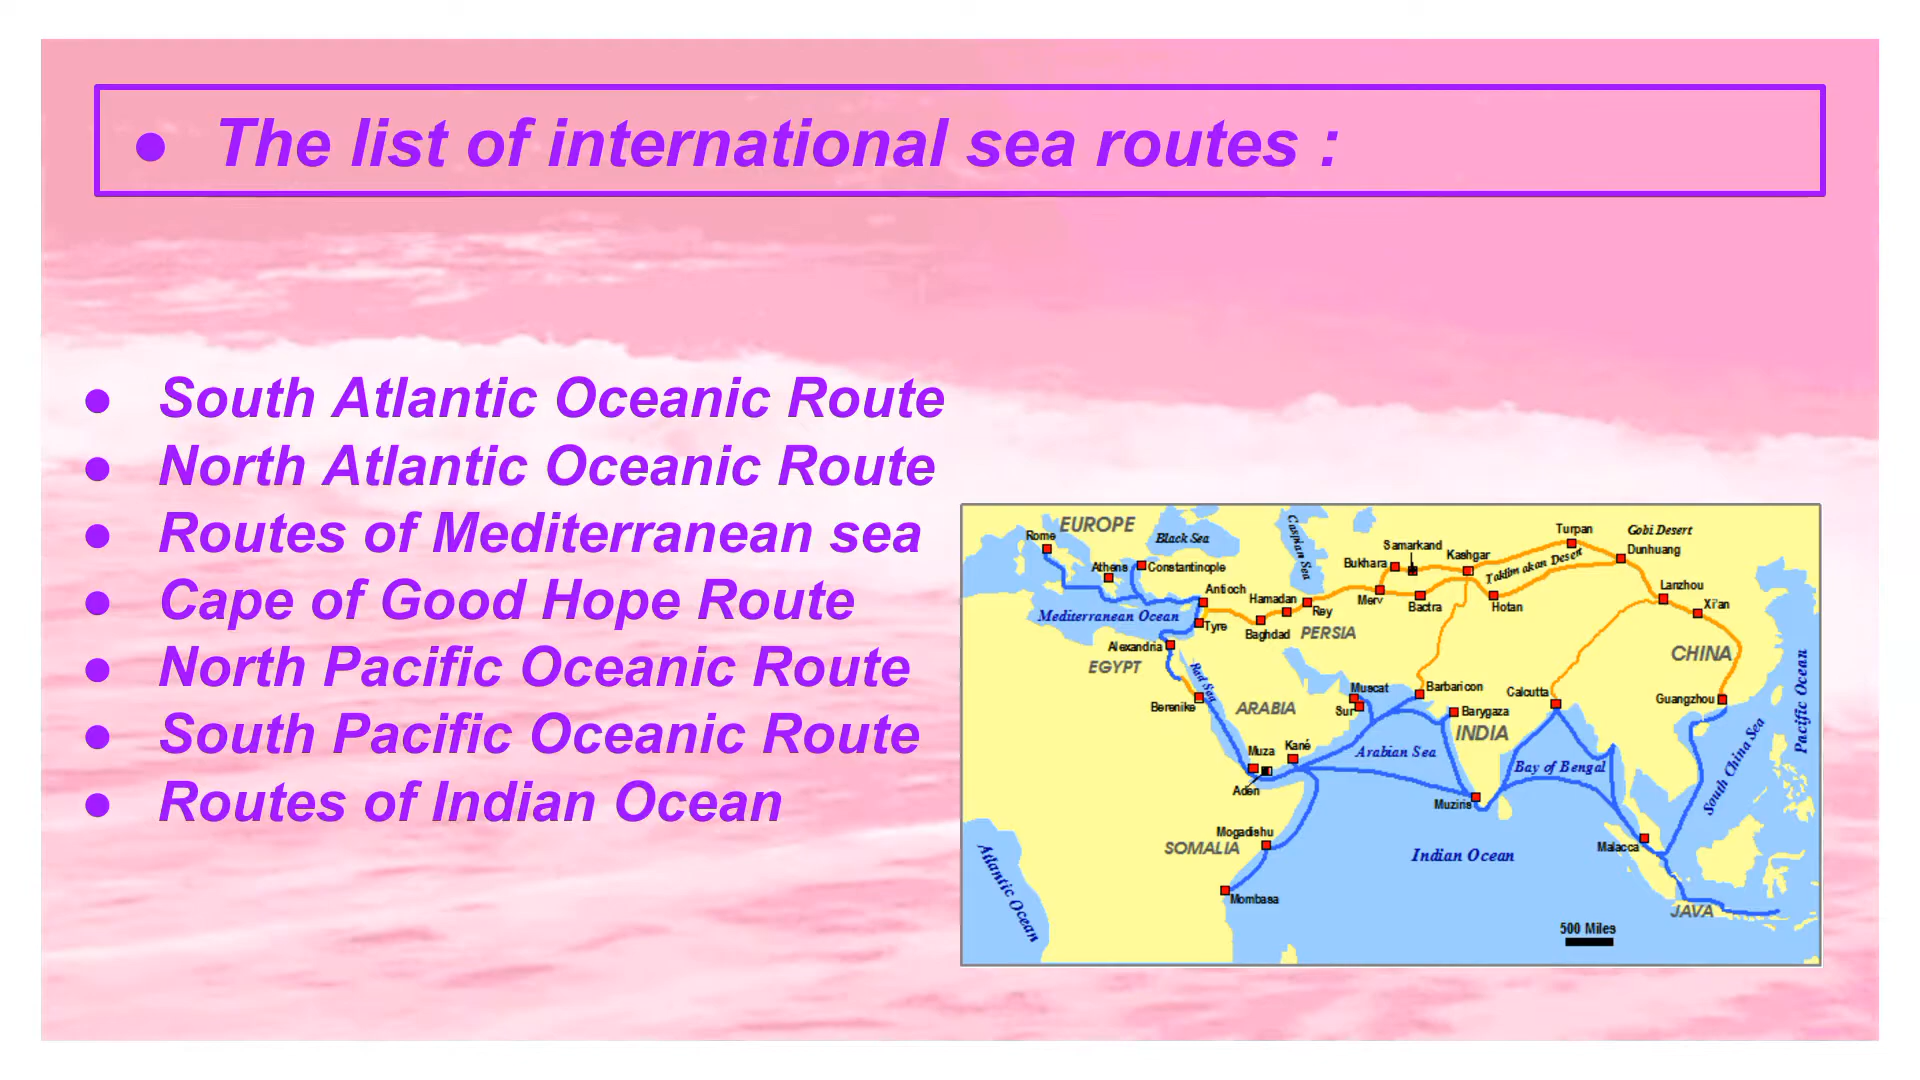 ● The list of international sea routes :
● South Atlantic Oceanic Route
● North Atlantic Oceanic Route
● Routes of Mediterranean sea
● Cape of Good Hope Route
● North Pacific Oceanic Route
● South Pacific Oceanic Route
● Routes of Indian Ocean
EUROPE
Rome
Black Sea
Caspian Sea
Athens
Constantinople
Antioch
Mediterranean Ocean
Tyre
Hamadan
Rey
Baghdad
PERSIA
Bukhara
Samarkand
Kashgar
Merv
Bactra
Turpan
Gobi Desert
Dunhuang
Taklimakan Desert
Hotan
Lanzhou
Xi'an
CHINA
Alexandria
EGYPT
Red Sea
Berenike
ARABIA
Muscat
Sur
Barbaricon
Barygaza
INDIA
Calcutta
Guangzhou
Pacific Ocean
Muza
Kané
Aden
Arabian Sea
Bay of Bengal
South China Sea
Muziris
Mogadishu
SOMALIA
Mombasa
Malacca
Indian Ocean
Atlantic Ocean
JAVA
500 Miles